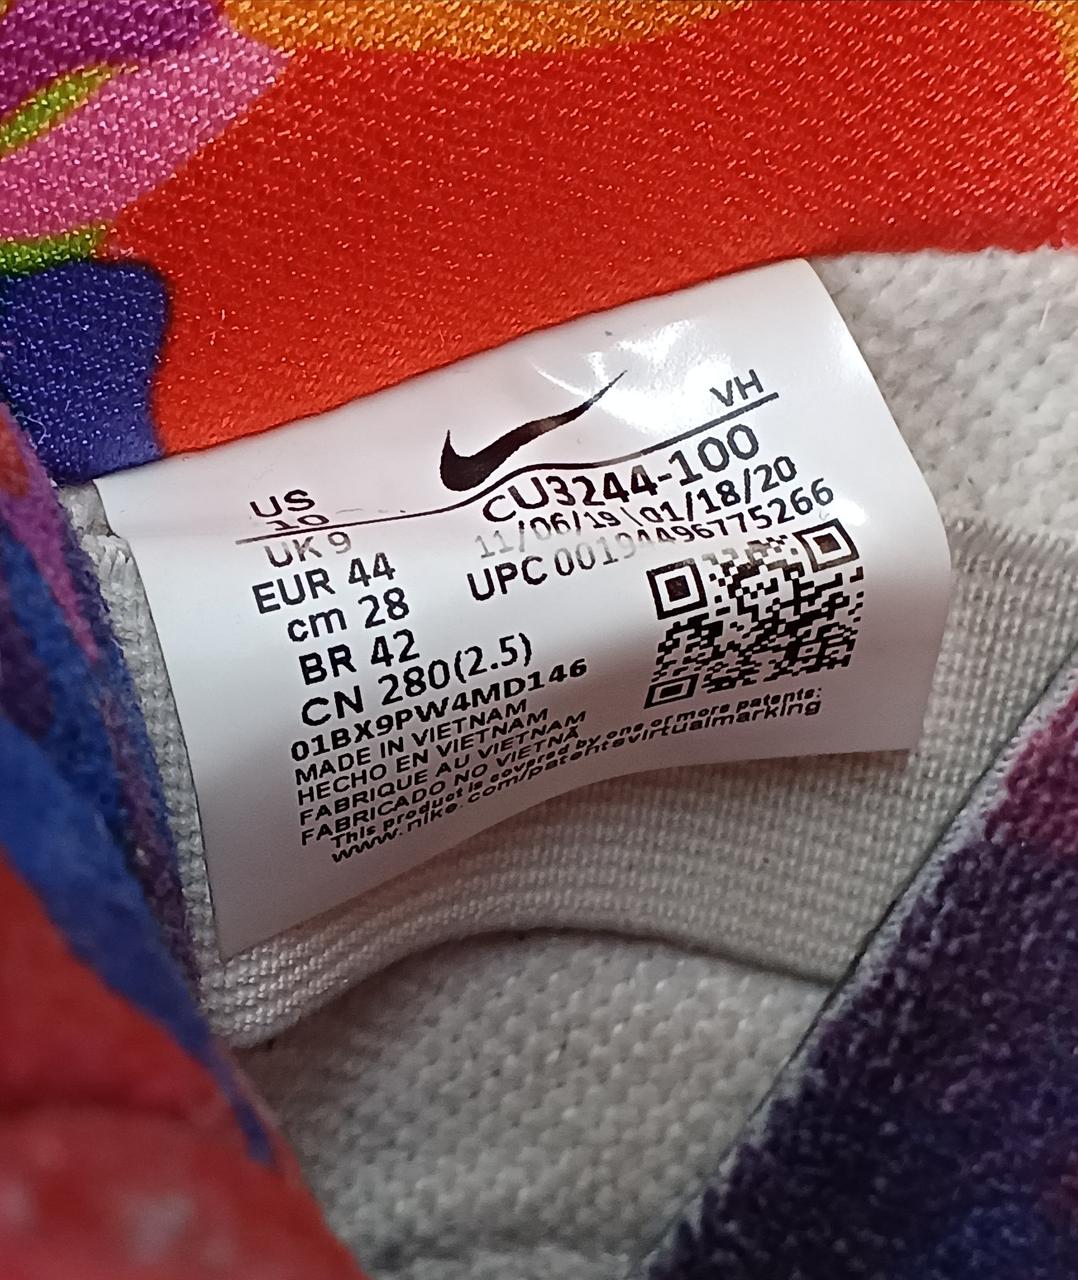 VH
US
10
UK 9
EUR 44
cm 28
BR 42
CN 280(2.5)
CU3244-100
11/06/19 \ 01/18/20
UPC 00194496775266
01BX9PW4MD146
MADE IN VIETNAM
HECHO EN VIETNAM
FABRIQUE AU VIETNAM
FABRICADO NO VIETNÃ
This product is covered by one or more patents:
www.nike.com/patentsvirtualmarking